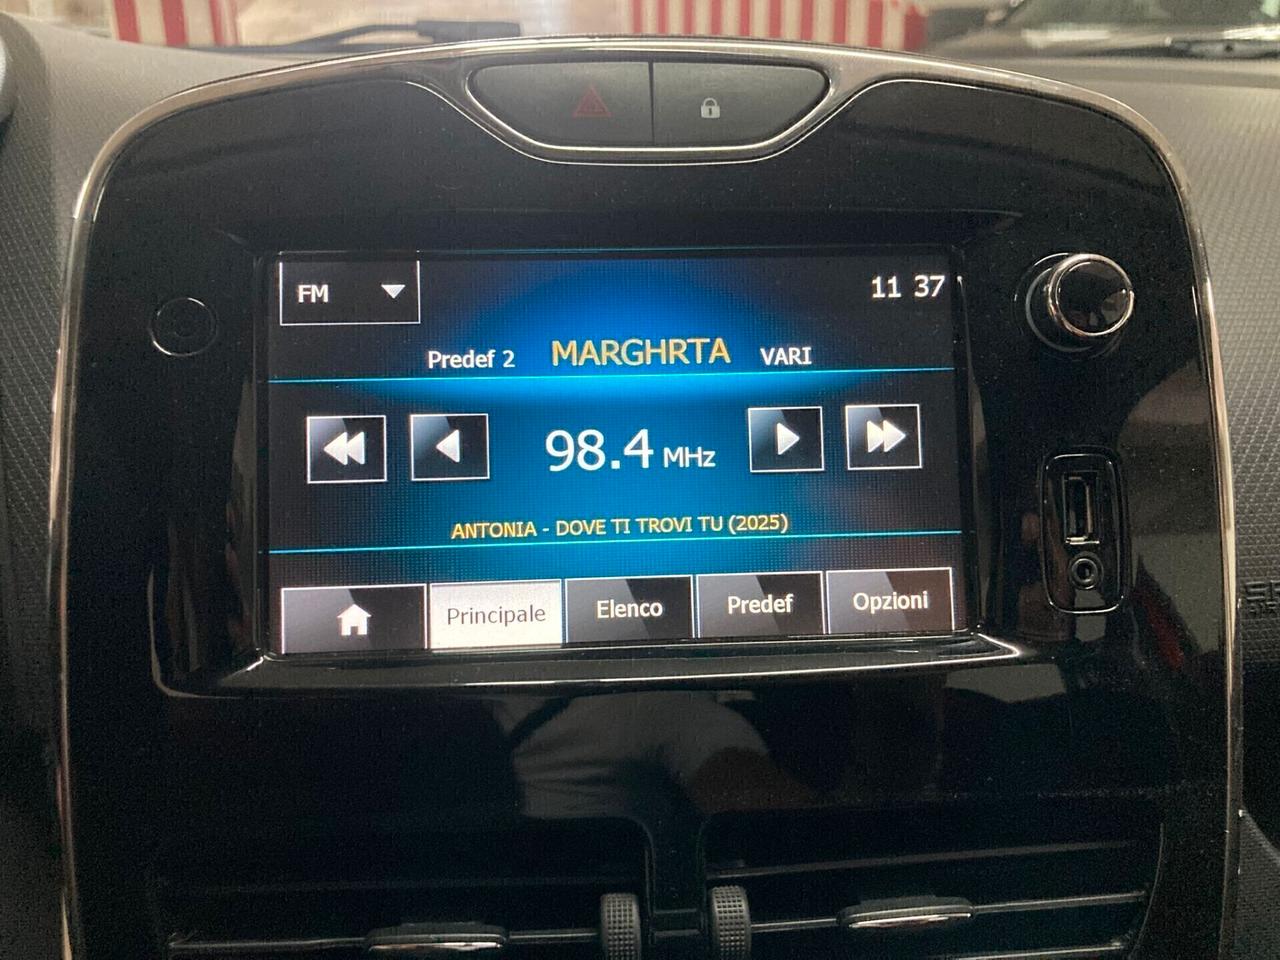 FM
11 37
Predef 2 MARGHRTA VARI
98.4 MHz
ANTONIA - DOVE TI TROVI TU (2025)
Principale Elenco Predef Opzioni